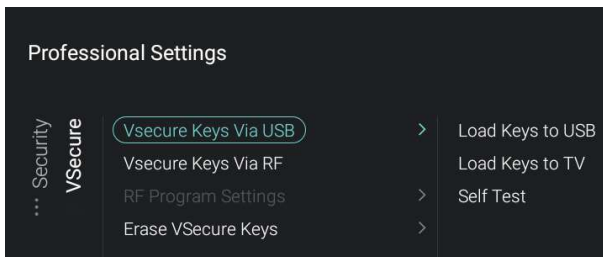 Professional Settings
... Security
VSecure
Vsecure Keys Via USB >
Vsecure Keys Via RF
RF Program Settings >
Erase VSecure Keys >
Load Keys to USB
Load Keys to TV
Self Test